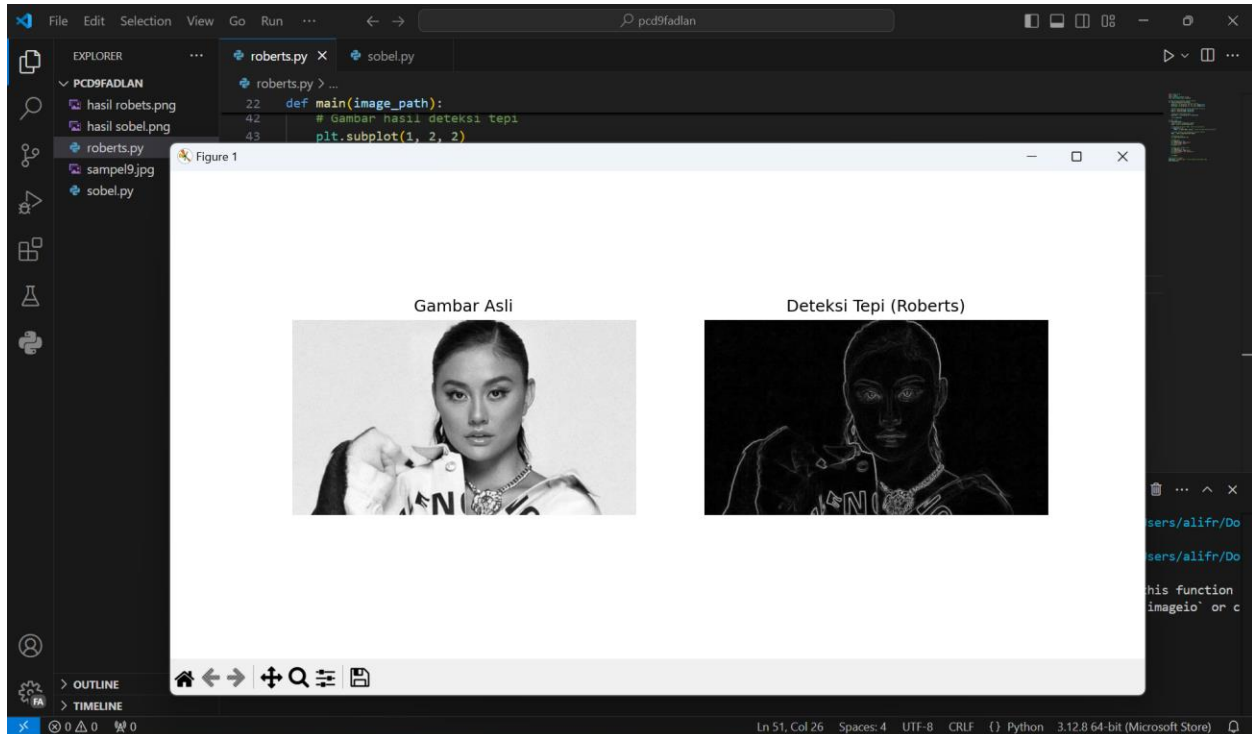 File Edit Selection View Go Run ... pcd9fadlan
EXPLORER ...
PCD9FADLAN
hasil robets.png
hasil sobel.png
roberts.py
sampel9.jpg
sobel.py
OUTLINE
TIMELINE
roberts.py sobel.py
roberts.py > ...
22 def main(image_path):
42 # Gambar hasil deteksi tepi
43 plt.subplot(1, 2, 2)
Figure 1
Gambar Asli Deteksi Tepi (Roberts)
sers/alifr/Do
sers/alifr/Do
his function
imageio` or c
FA
0 0 0 Ln 51, Col 26 Spaces: 4 UTF-8 CRLF {} Python 3.12.8 64-bit (Microsoft Store)